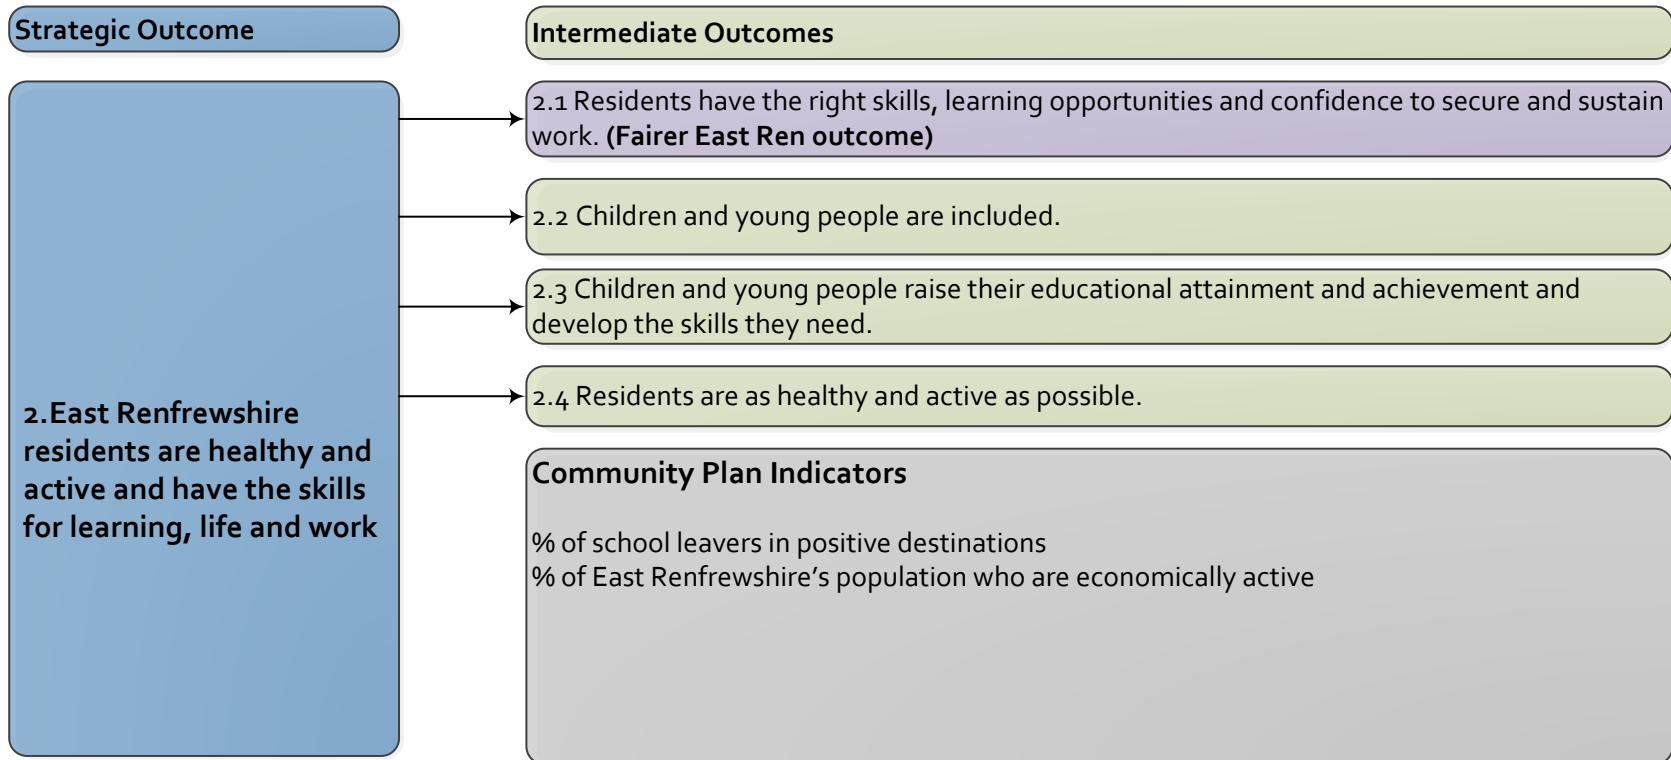 Strategic Outcome
Intermediate Outcomes
2.East Renfrewshire
residents are healthy and
active and have the skills
for learning, life and work
2.1 Residents have the right skills, learning opportunities and confidence to secure and sustain
work. (Fairer East Ren outcome)
2.2 Children and young people are included.
2.3 Children and young people raise their educational attainment and achievement and
develop the skills they need.
2.4 Residents are as healthy and active as possible.
Community Plan Indicators
% of school leavers in positive destinations
% of East Renfrewshire’s population who are economically active